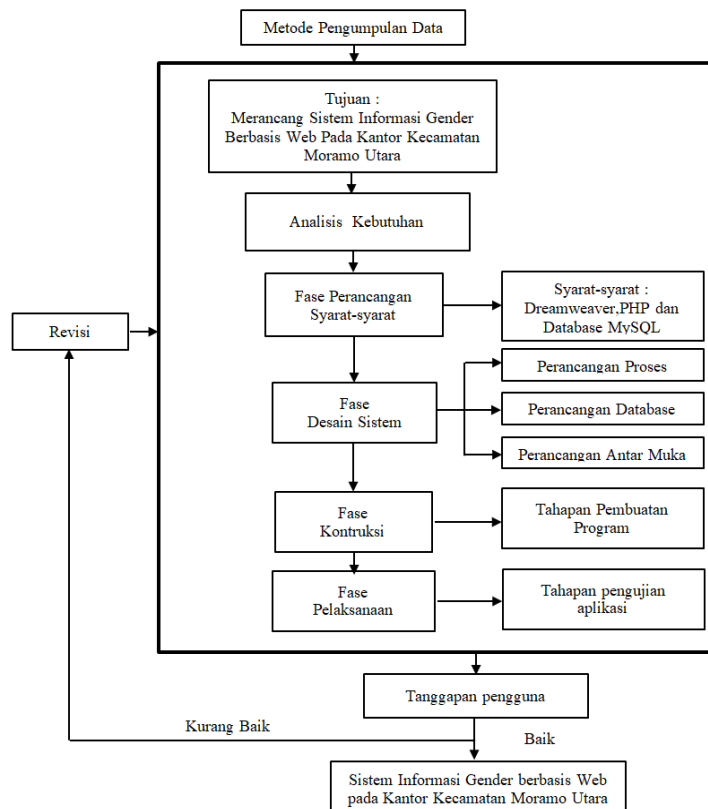 Metode Pengumpulan Data
Tujuan :
Merancang Sistem Informasi Gender
Berbasis Web Pada Kantor Kecamatan
Moramo Utara
Analisis Kebutuhan
Fase Perancangan
Syarat-syarat
Syarat-syarat :
Dreamweaver,PHP dan
Database MySQL
Revisi
Perancangan Proses
Fase
Desain Sistem
Perancangan Database
Perancangan Antar Muka
Fase
Kontruksi
Tahapan Pembuatan
Program
Fase
Pelaksanaan
Tahapan pengujian
aplikasi
Tanggapan pengguna
Kurang Baik
Baik
Sistem Informasi Gender berbasis Web
pada Kantor Kecamatan Moramo Utara